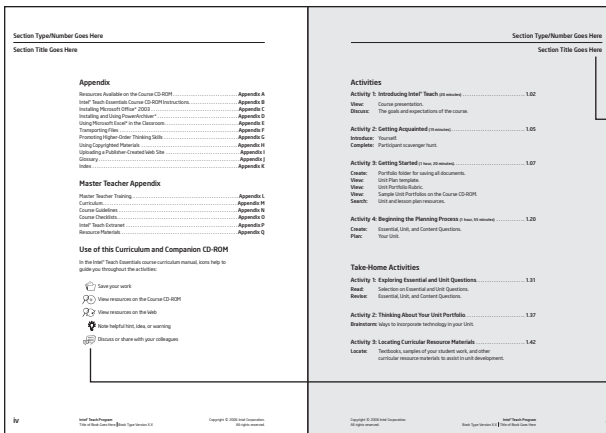 Section Type/Number Goes Here
Section Title Goes Here
Appendix
Resources Available on the Course CD-ROM Appendix A
Intel® Teach Essentials Course CD-ROM Instructions Appendix B
Installing Microsoft Office* 2003 Appendix C
Installing and Using PowerArchiver* Appendix D
Using Microsoft Excel* in the Classroom Appendix E
Transporting Files Appendix F
Promoting Higher-Order Thinking Skills Appendix G
Using Copyrighted Materials Appendix H
Uploading a Publisher-Created Web Site Appendix I
Glossary Appendix J
Index Appendix K
Master Teacher Appendix
Master Teacher Training Appendix L
Curriculum Appendix M
Course Guidelines Appendix N
Course Checklists Appendix O
Intel® Teach Extranet Appendix P
Resource Materials Appendix Q
Use of this Curriculum and Companion CD-ROM
In the Intel® Teach Essentials course curriculum manual, icons help to
guide you throughout the activities:
Save your work
View resources on the Course CD-ROM
View resources on the Web
Note helpful hint, idea, or warning
Discuss or share with your colleagues
iv
Intel® Teach Program
Title of Book Goes Here | Book Type Version X.X
Copyright © 2006 Intel Corporation.
All rights reserved.
Section Type/Number Goes Here
Section Title Goes Here
Activities
Activity 1: Introducing Intel® Teach (20 minutes) 1.02
View: Course presentation.
Discuss: The goals and expectations of the course.
Activity 2: Getting Acquainted (19 minutes) 1.05
Introduce: Yourself.
Complete: Participant scavenger hunt.
Activity 3: Getting Started (1 hour, 20 minutes) 1.07
Create: Portfolio folder for saving all documents.
View: Unit Plan template.
View: Unit Portfolio Rubric.
View: Sample Unit Portfolios on the Course CD-ROM.
Search: Unit and lesson plan resources.
Activity 4: Beginning the Planning Process (1 hour, 55 minutes) 1.20
Create: Essential, Unit, and Content Questions.
Plan: Your Unit.
Take-Home Activities
Activity 1: Exploring Essential and Unit Questions 1.31
Read: Selection on Essential and Unit Questions.
Revise: Essential, Unit, and Content Questions.
Activity 2: Thinking About Your Unit Portfolio 1.37
Brainstorm: Ways to incorporate technology in your Unit.
Activity 3: Locating Curricular Resource Materials 1.42
Locate: Textbooks, samples of your student work, and other
curricular resource materials to assist in unit development.
Copyright © 2006 Intel Corporation.
All rights reserved.
Intel® Teach Program
Book Type Version X.X | Title of Book Goes Here